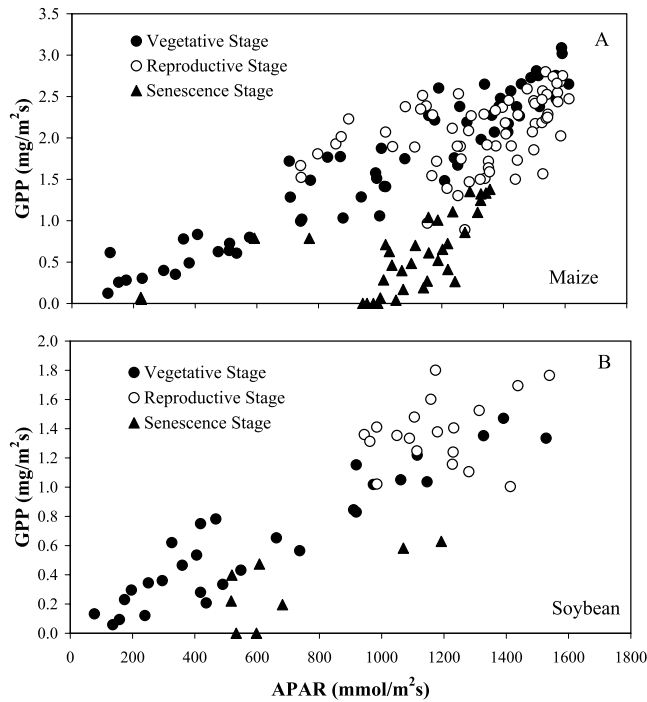 3.5
A
Vegetative Stage
3.0
Reproductive Stage
2.5
Senescence Stage
2.0
GPP (mg/m²s)
1.5
1.0
0.5
Maize
0.0
2.0
B
1.8
Vegetative Stage
1.6
Reproductive Stage
1.4
Senescence Stage
1.2
GPP (mg/m²s)
1.0
0.8
0.6
0.4
0.2
Soybean
0.0
0 200 400 600 800 1000 1200 1400 1600 1800
APAR (mmol/m²s)